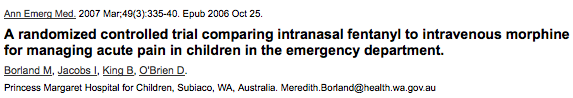 Ann Emerg Med. 2007 Mar;49(3):335-40. Epub 2006 Oct 25.
A randomized controlled trial comparing intranasal fentanyl to intravenous morphine
for managing acute pain in children in the emergency department.
Borland M, Jacobs I, King B, O'Brien D.
Princess Margaret Hospital for Children, Subiaco, WA, Australia. Meredith.Borland@health.wa.gov.au